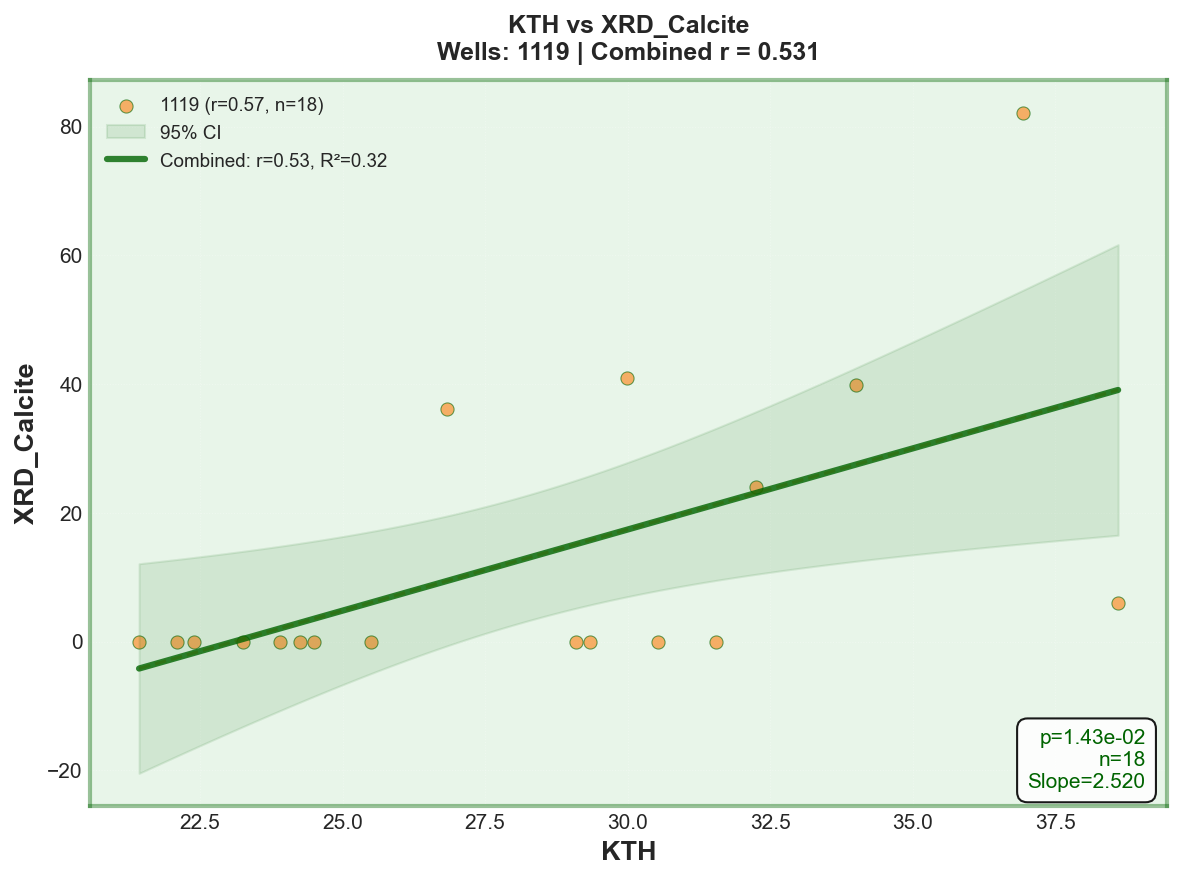 KTH vs XRD_Calcite
Wells: 1119 | Combined r = 0.531
1119 (r=0.57, n=18)
95% CI
Combined: r=0.53, R²=0.32
80
60
40
20
0
−20
XRD_Calcite
p=1.43e-02
n=18
Slope=2.520
22.5 25.0 27.5 30.0 32.5 35.0 37.5
KTH